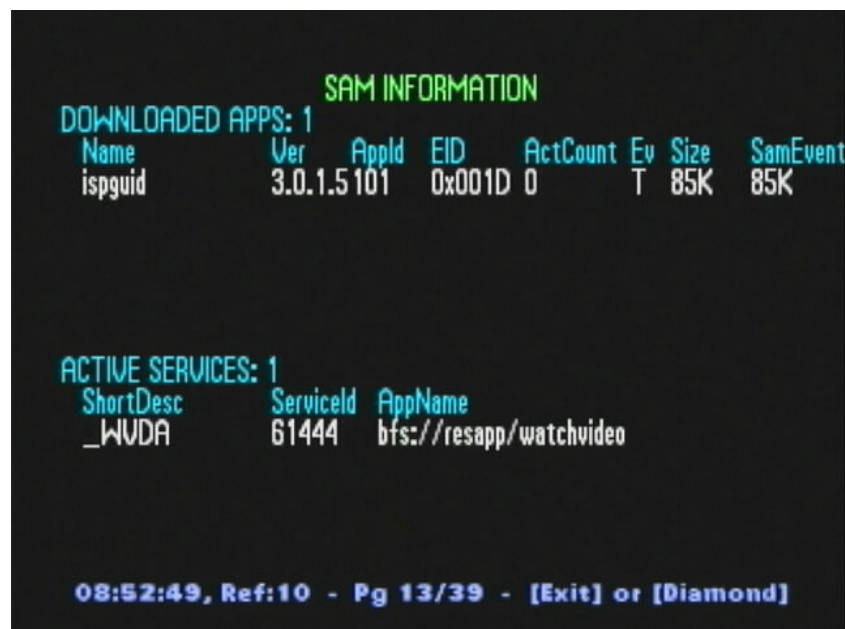 SAM INFORMATION
DOWNLOADED APPS: 1
Name Ver AppId EID ActCount Ev Size SamEvent
ispguid 3.0.1.5 101 0x001D 0 T 85K 85K
ACTIVE SERVICES: 1
ShortDesc ServiceId AppName
_WVDA 61444 bfs://resapp/watchvideo
08:52:49, Ref:10 - Pg 13/39 - [Exit] or [Diamond]